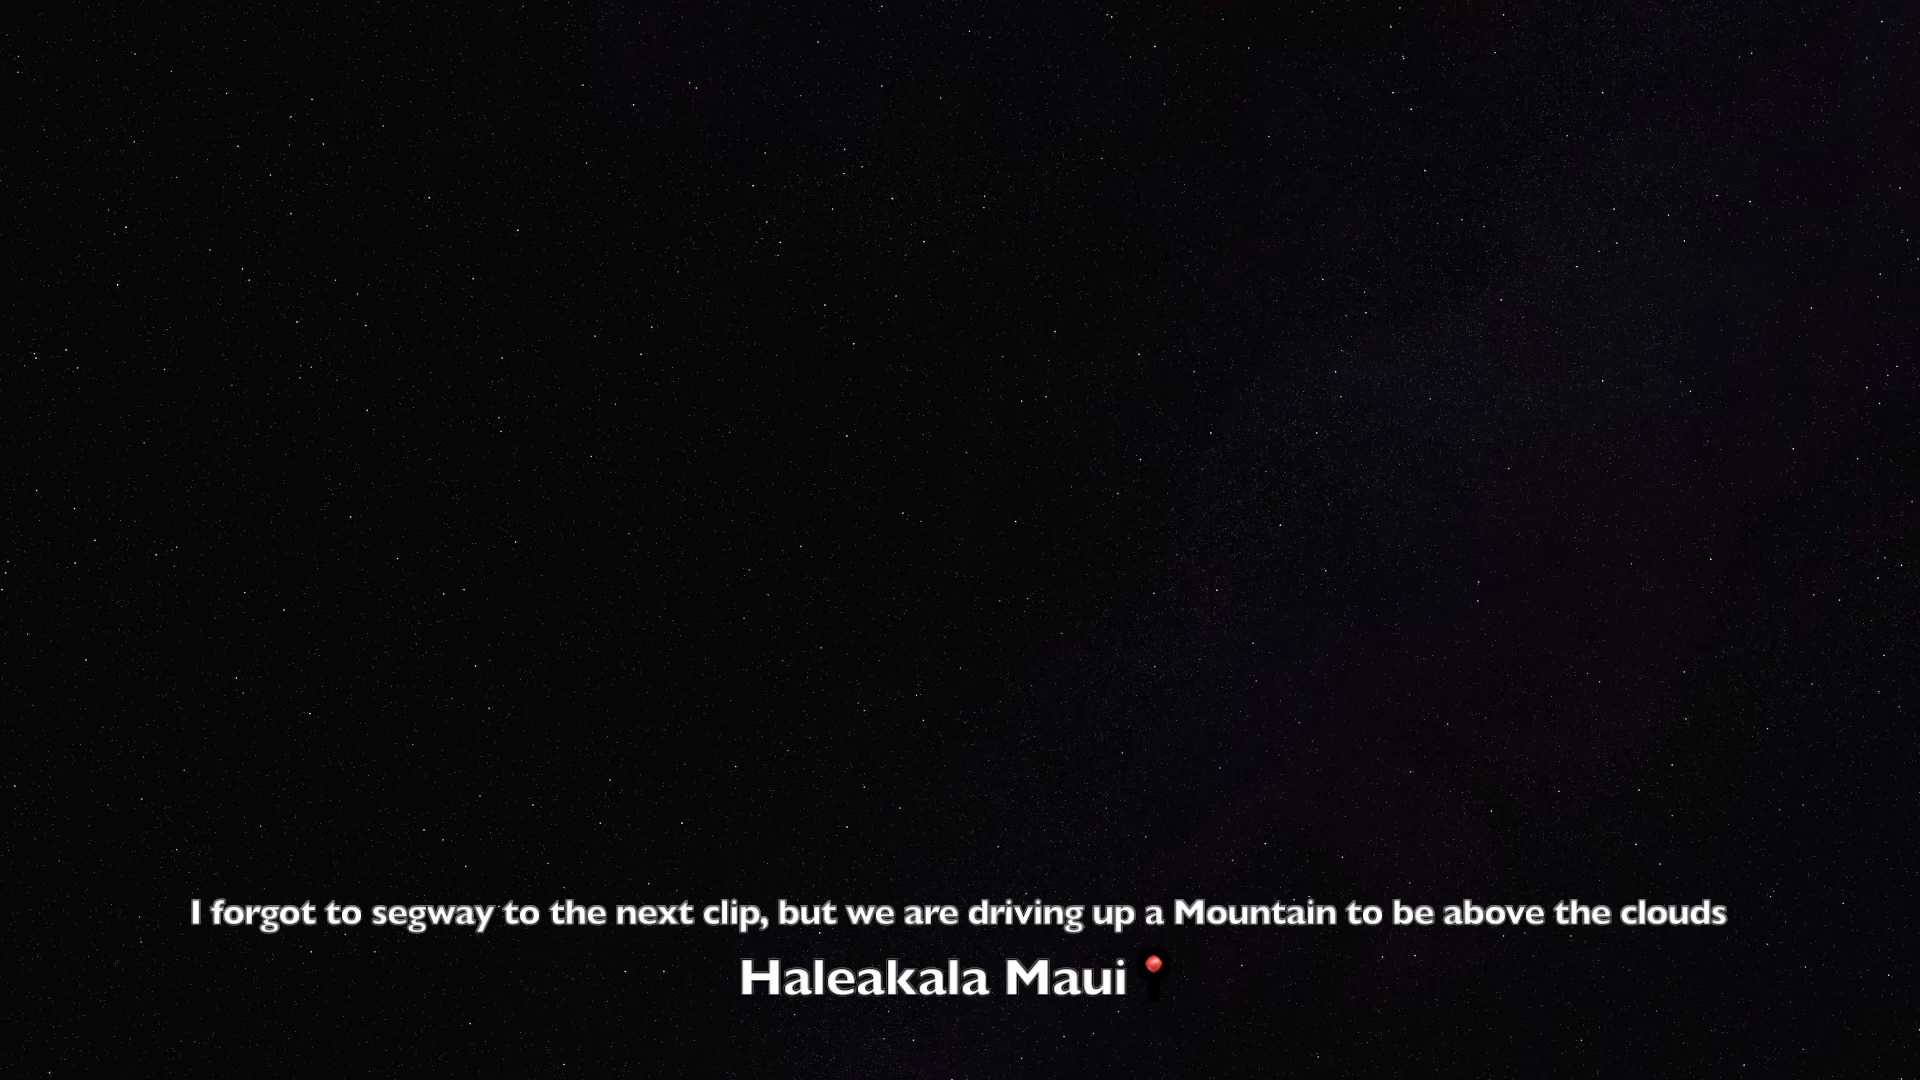 I forgot to segway to the next clip, but we are driving up a Mountain to be above the clouds
Haleakala Maui📍